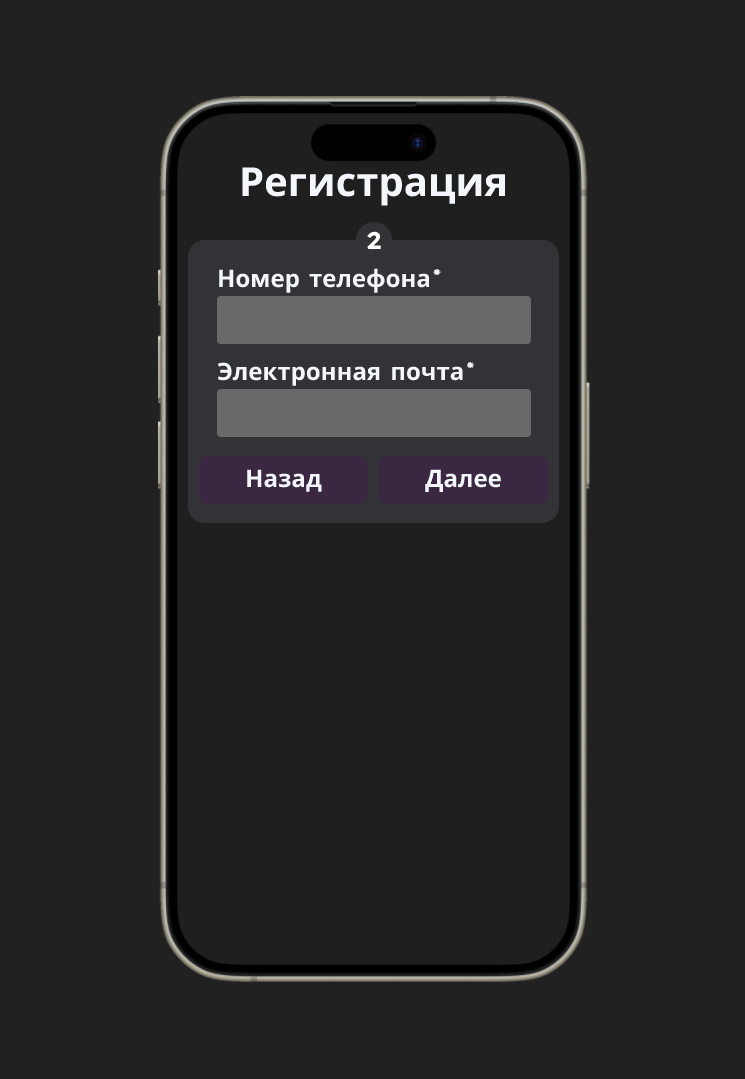 Регистрация
2
Номер телефона*
Электронная почта*
Назад Далее